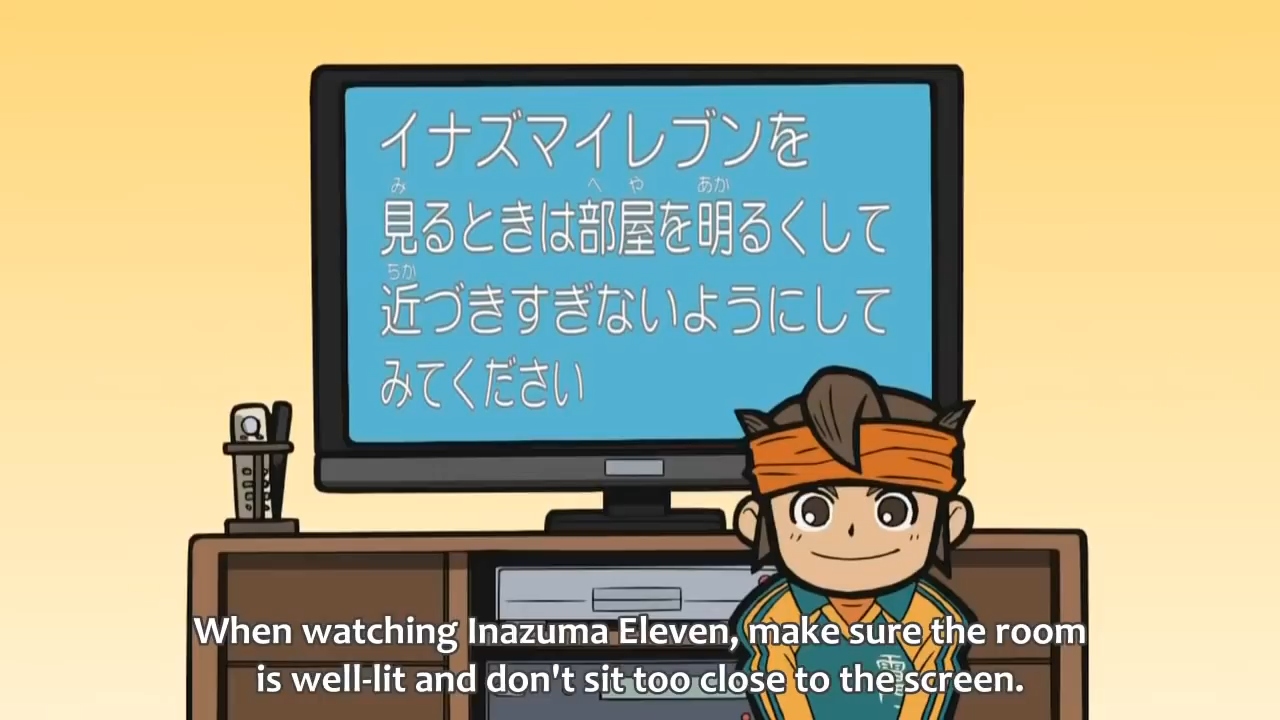 イナズマイレブンを
見るときは部屋を明るくして
近づきすぎないようにして
みてください
When watching Inazuma Eleven, make sure the room
is well-lit and don't sit too close to the screen.